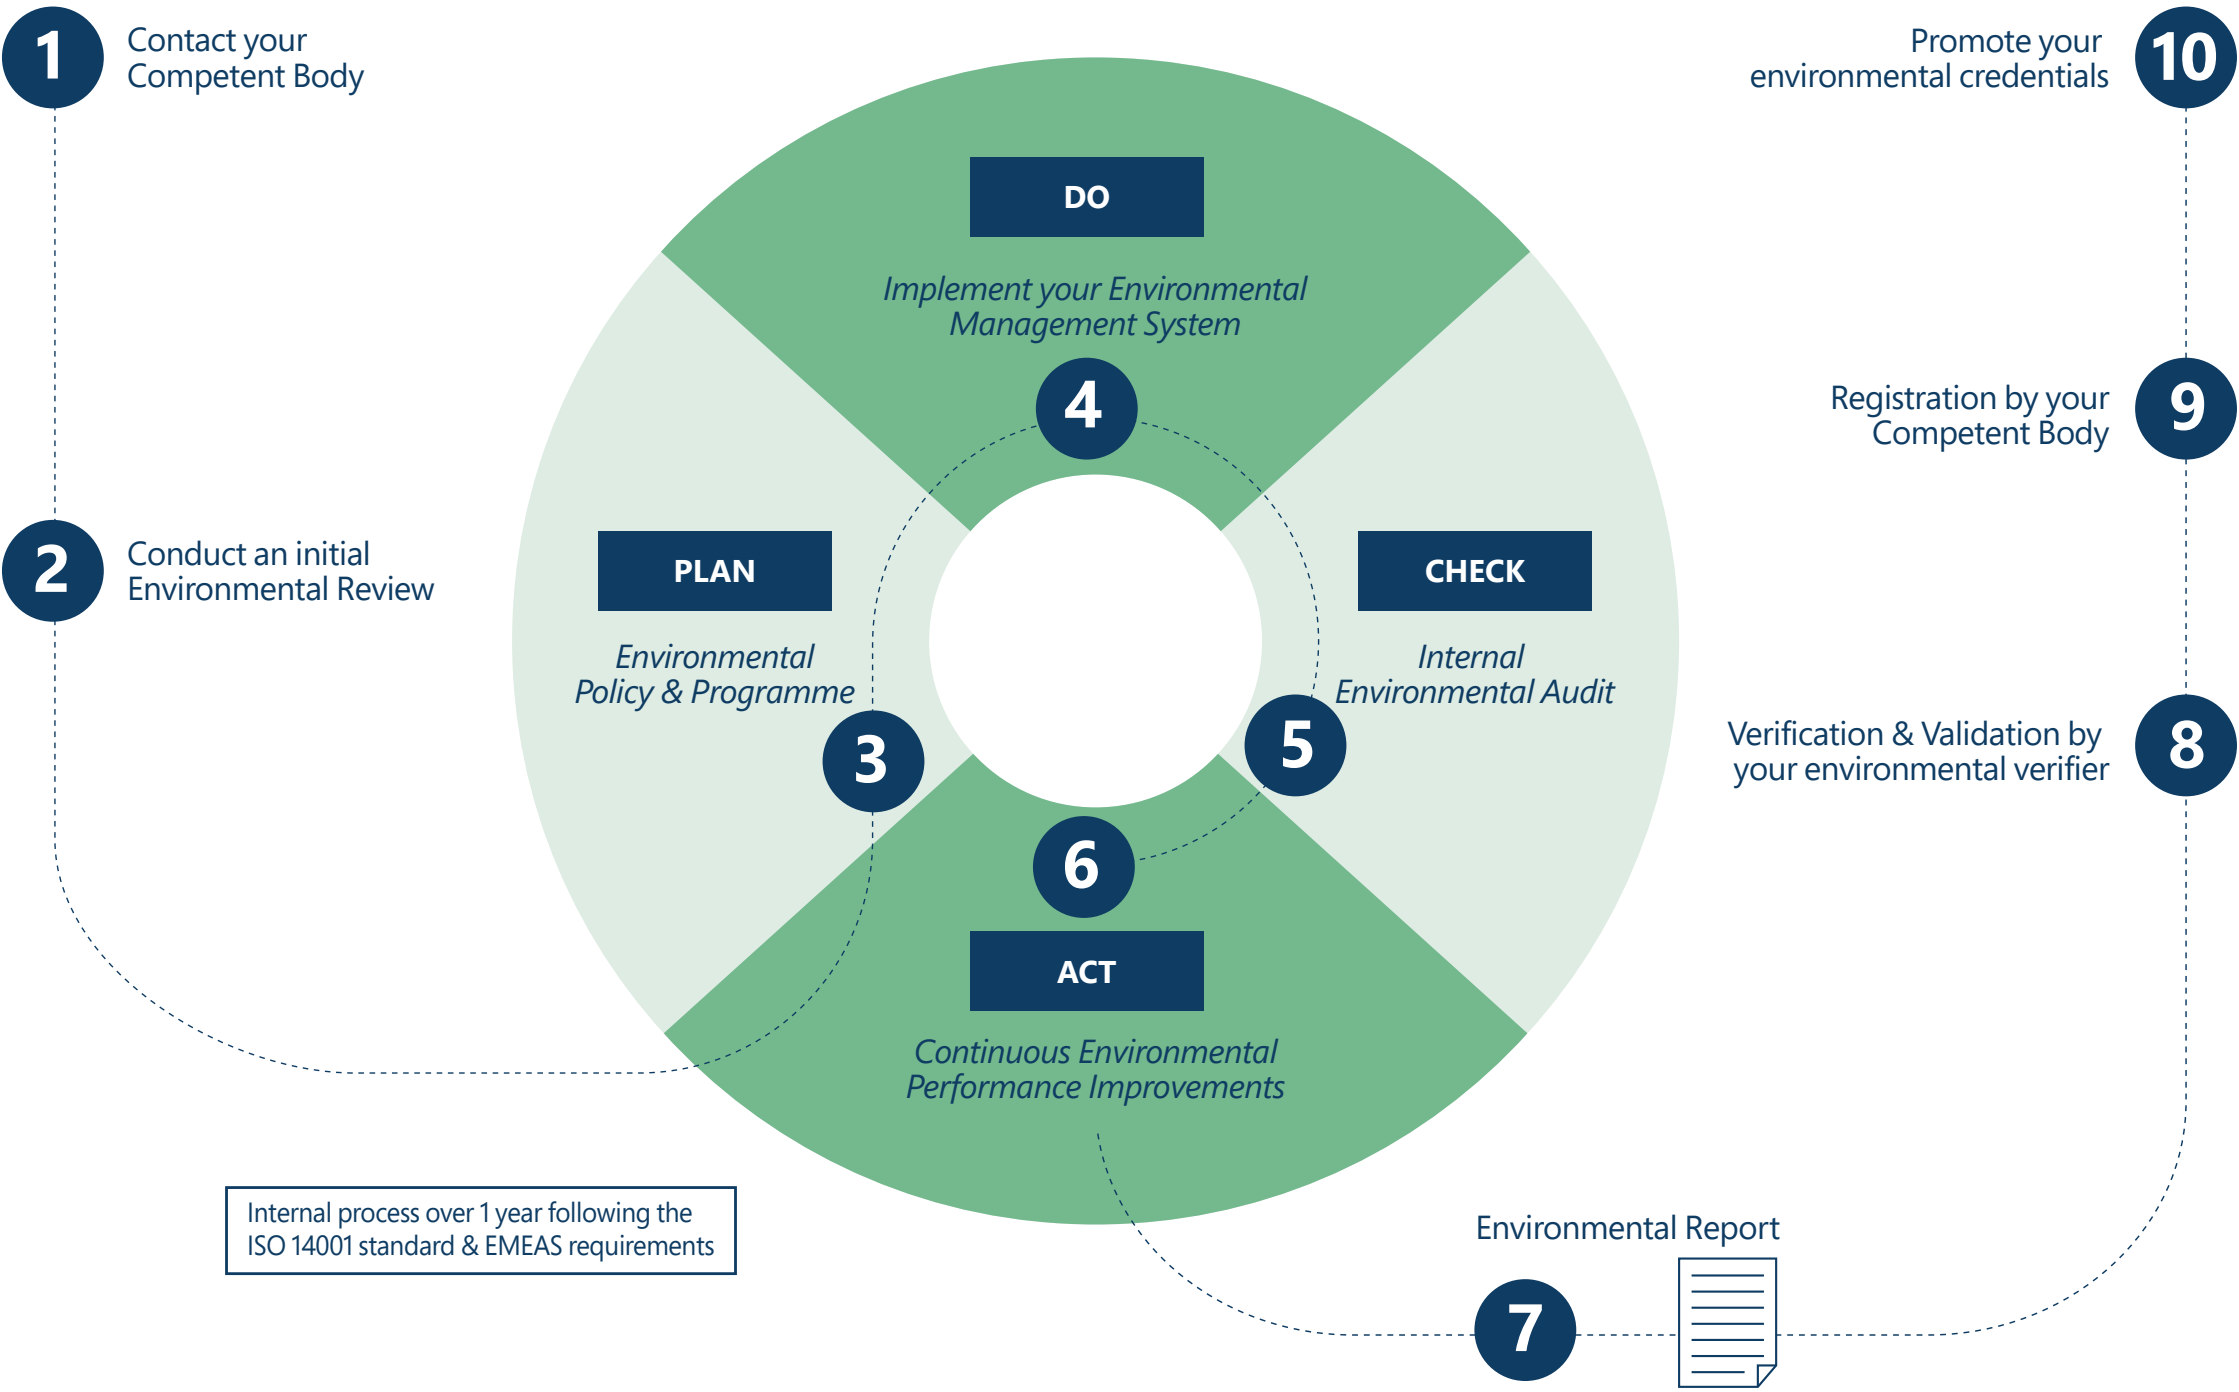 1
Contact your
Competent Body
2
Conduct an initial
Environmental Review
PLAN
Environmental
Policy & Programme
3
DO
Implement your Environmental
Management System
4
CHECK
Internal
Environmental Audit
5
6
ACT
Continuous Environmental
Performance Improvements
Internal process over 1 year following the
ISO 14001 standard & EMEAS requirements
Environmental Report
7
Verification & Validation by
your environmental verifier
8
Registration by your
Competent Body
9
Promote your
environmental credentials
10